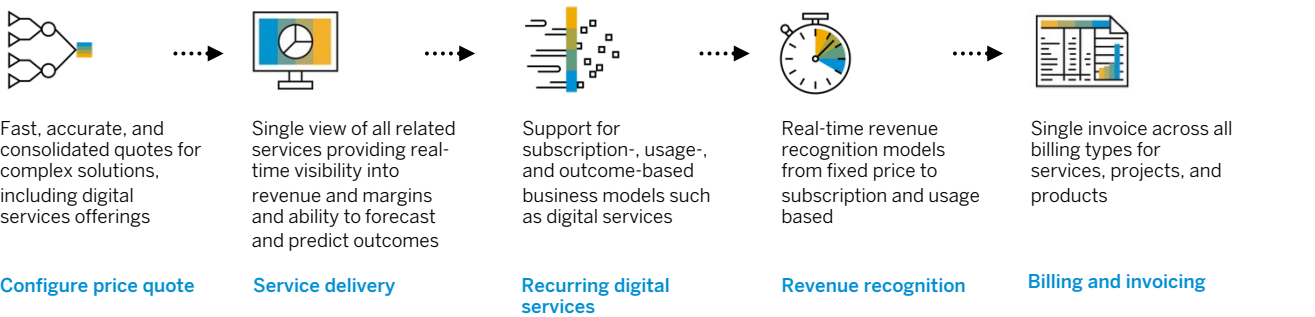 Fast, accurate, and
consolidated quotes for
complex solutions,
including digital
services offerings
Configure price quote
Single view of all related
services providing real-
time visibility into
revenue and margins
and ability to forecast
and predict outcomes
Service delivery
Support for
subscription-, usage-,
and outcome-based
business models such
as digital services
Recurring digital
services
Real-time revenue
recognition models
from fixed price to
subscription and usage
based
Revenue recognition
Single invoice across all
billing types for
services, projects, and
products
Billing and invoicing